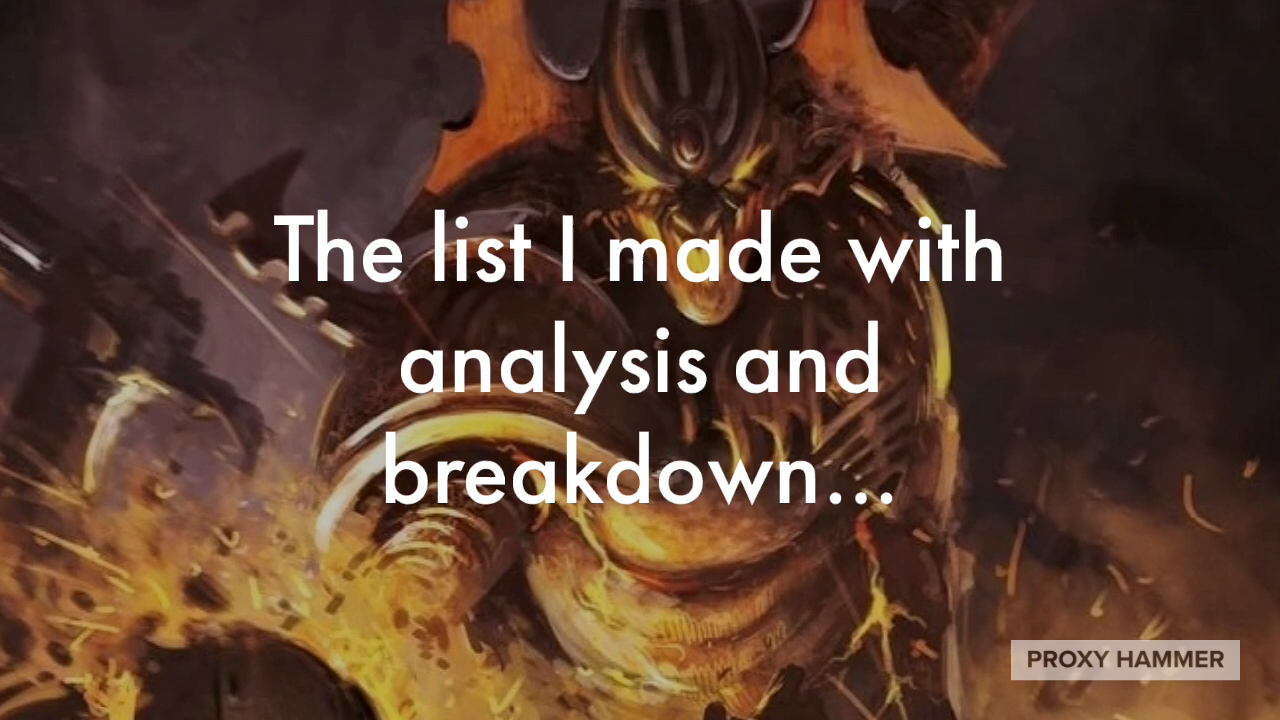 The list I made with
analysis and
breakdown...
PROXY HAMMER